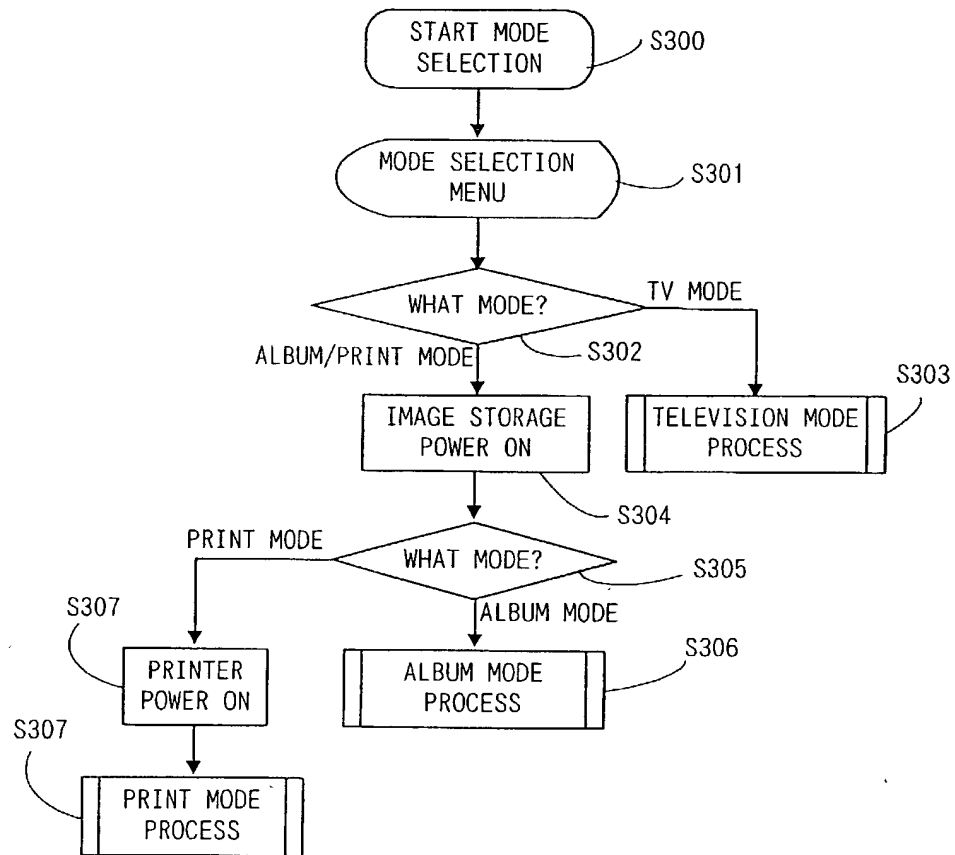 START MODE
SELECTION
S300
MODE SELECTION
MENU
S301
WHAT MODE?
TV MODE
S302
ALBUM/PRINT MODE
S303
IMAGE STORAGE
POWER ON
TELEVISION MODE
PROCESS
S304
PRINT MODE
WHAT MODE?
S305
ALBUM MODE
S307
PRINTER
POWER ON
ALBUM MODE
PROCESS
S306
S307
PRINT MODE
PROCESS